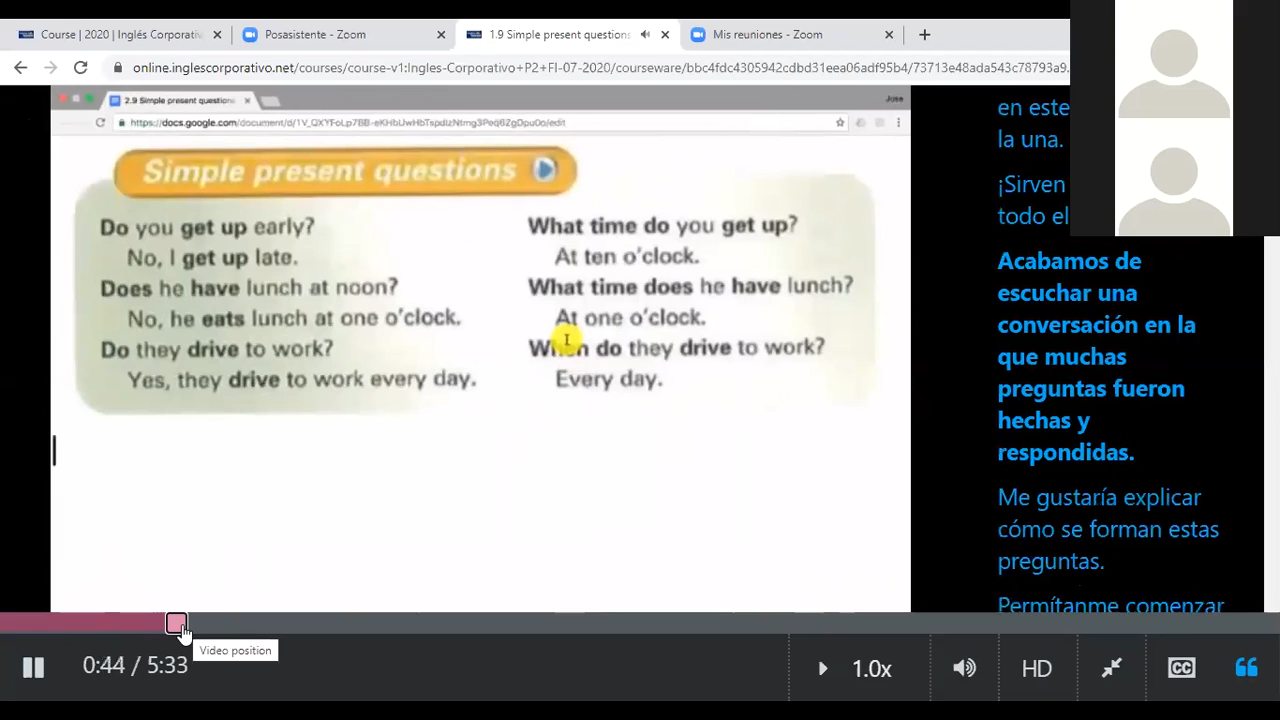 Course | 2020 | Inglés Corporativ
Posasistente - Zoom
1.9 Simple present questions
Mis reuniones - Zoom
online.inglescorporativo.net/courses/course-v1:Ingles-Corporativo+P2+FI-07-2020/courseware/bbc4fdc4305942cdbd31eea06adf95b4/73713e48ada543c78793a9.
2.9 Simple present questions
Jose
Simple present questions
Do you get up early?
No, I get up late.
Does he have lunch at noon?
No, he eats lunch at one o'clock.
Do they drive to work?
Yes, they drive to work every day.
What time do you get up?
At ten o'clock.
What time does he have lunch?
At one o'clock.
When do they drive to work?
Every day.
en este
la una.
¡Sirven
todo el
Acabamos de
escuchar una
conversación en la
que muchas
preguntas fueron
hechas y
respondidas.
Me gustaría explicar
cómo se forman estas
preguntas.
Permítanme comenzar
Video position
0:44 / 5:33
1.0x
HD
CC